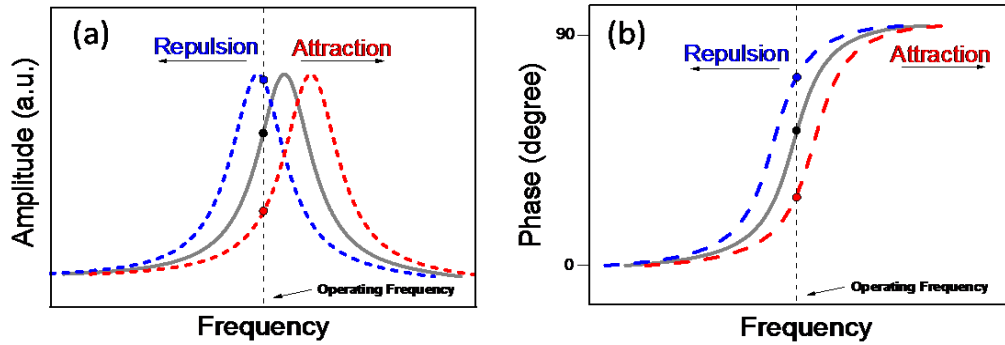 (a)
Repulsion
Attraction
Amplitude (a.u.)
Operating Frequency
Frequency
(b)
90
Repulsion
Attraction
Phase (degree)
0
Operating Frequency
Frequency